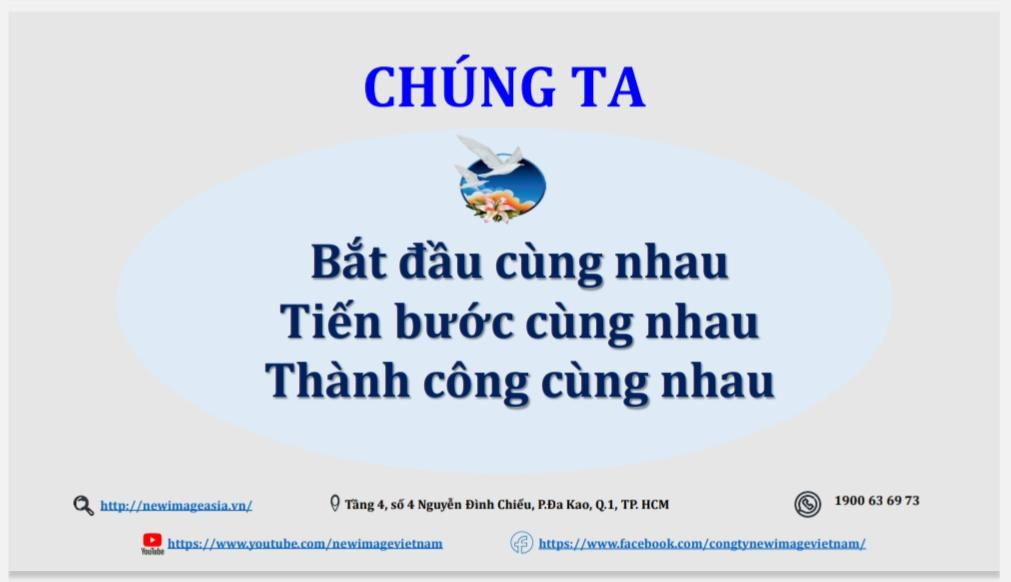 CHÚNG TA
Bắt đầu cùng nhau
Tiến bước cùng nhau
Thành công cùng nhau
http://newimageasia.vn/
Tầng 4, số 4 Nguyễn Đình Chiểu, P.Đa Kao, Q.1, TP. HCM
1900 63 69 73
YouTube
https://www.youtube.com/newimagevietnam
https://www.facebook.com/congtynewimagevietnam/